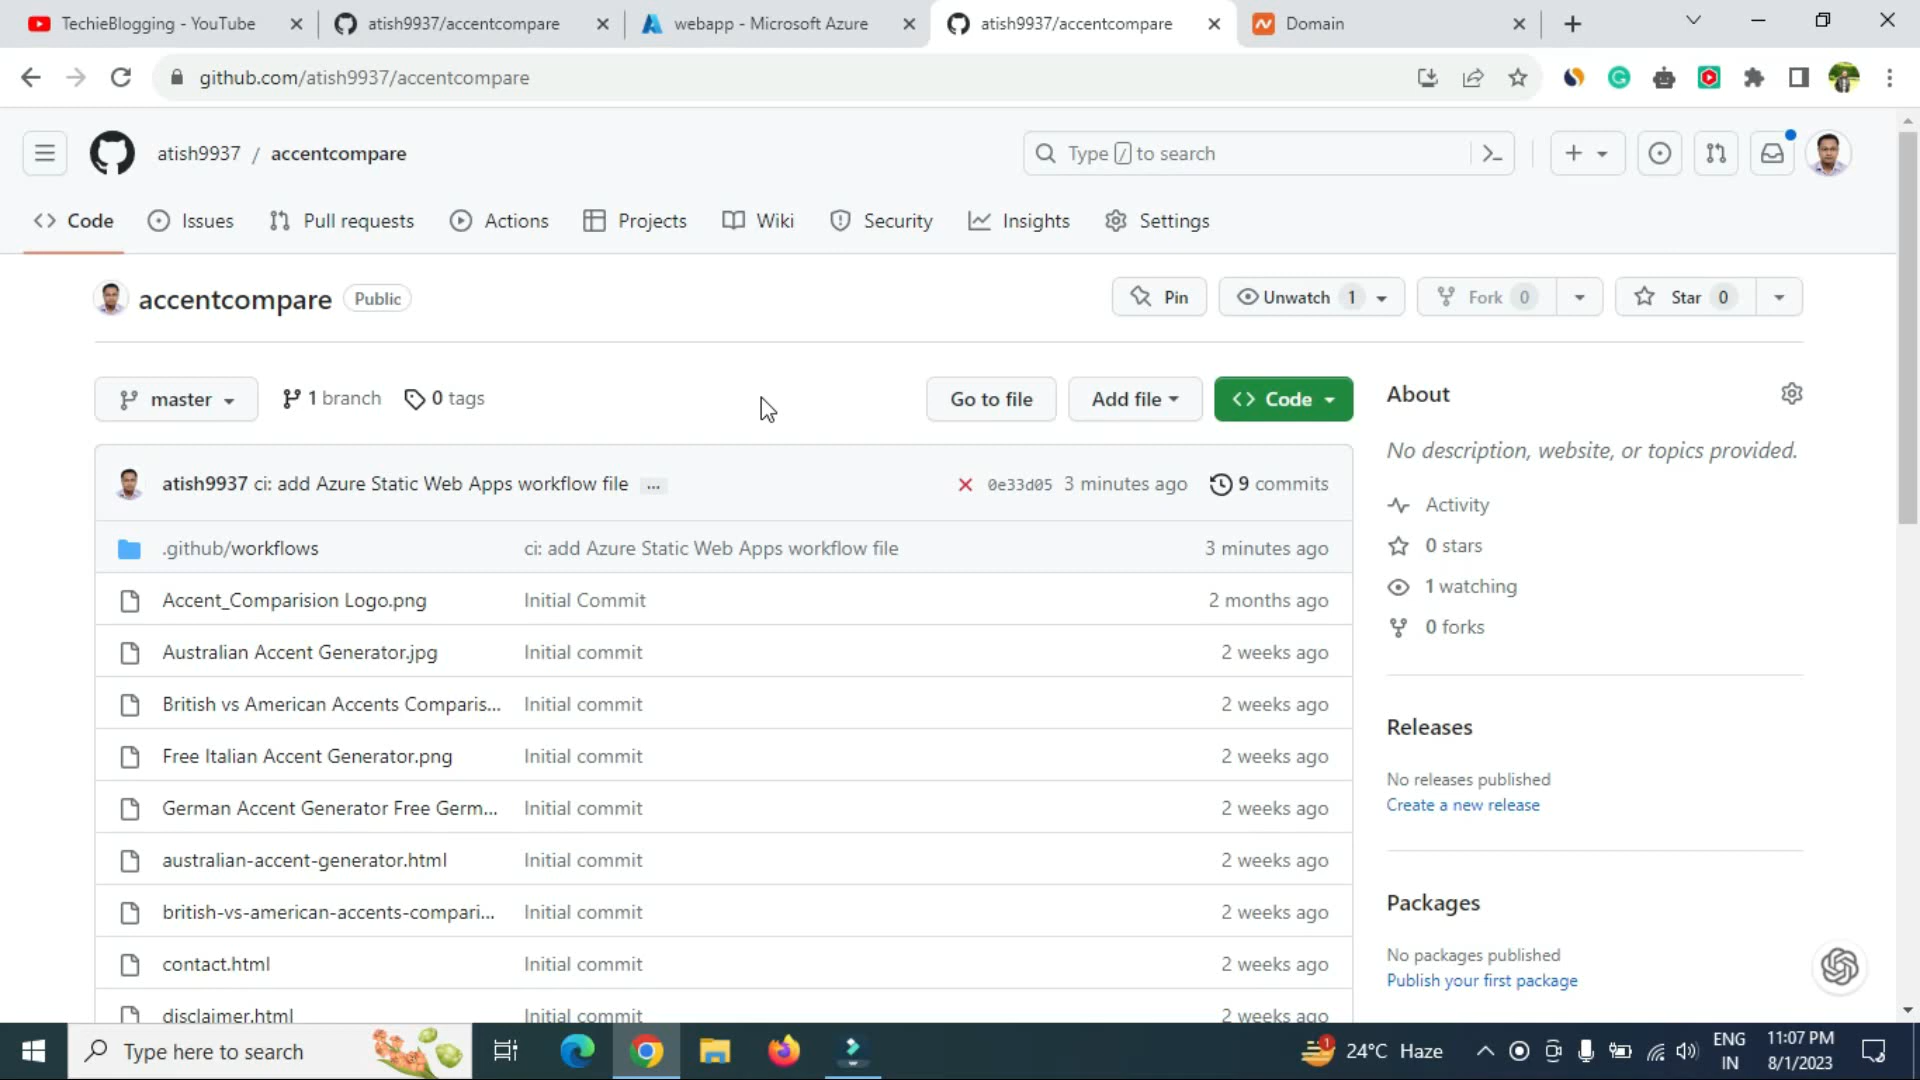 TechieBlogging - YouTube
atish9937/accentcompare
webapp - Microsoft Azure
atish9937/accentcompare
Domain
github.com/atish9937/accentcompare
atish9937 / accentcompare
Type / to search
Code
Issues
Pull requests
Actions
Projects
Wiki
Security
Insights
Settings
accentcompare
Public
Pin
Unwatch 1
Fork 0
Star 0
master
1 branch
0 tags
Go to file
Add file
Code
About
No description, website, or topics provided.
atish9937 ci: add Azure Static Web Apps workflow file ... 0e33d05 3 minutes ago 9 commits
.github/workflows ci: add Azure Static Web Apps workflow file 3 minutes ago
Accent_Comparision Logo.png Initial Commit 2 months ago
Australian Accent Generator.jpg Initial commit 2 weeks ago
British vs American Accents Comparis... Initial commit 2 weeks ago
Free Italian Accent Generator.png Initial commit 2 weeks ago
German Accent Generator Free Germ... Initial commit 2 weeks ago
australian-accent-generator.html Initial commit 2 weeks ago
british-vs-american-accents-compari... Initial commit 2 weeks ago
contact.html Initial commit 2 weeks ago
disclaimer.html Initial commit 2 weeks ago
Activity
0 stars
1 watching
0 forks
Releases
No releases published
Create a new release
Packages
No packages published
Publish your first package
Type here to search
1
24°C Haze
ENG
IN
11:07 PM
8/1/2023